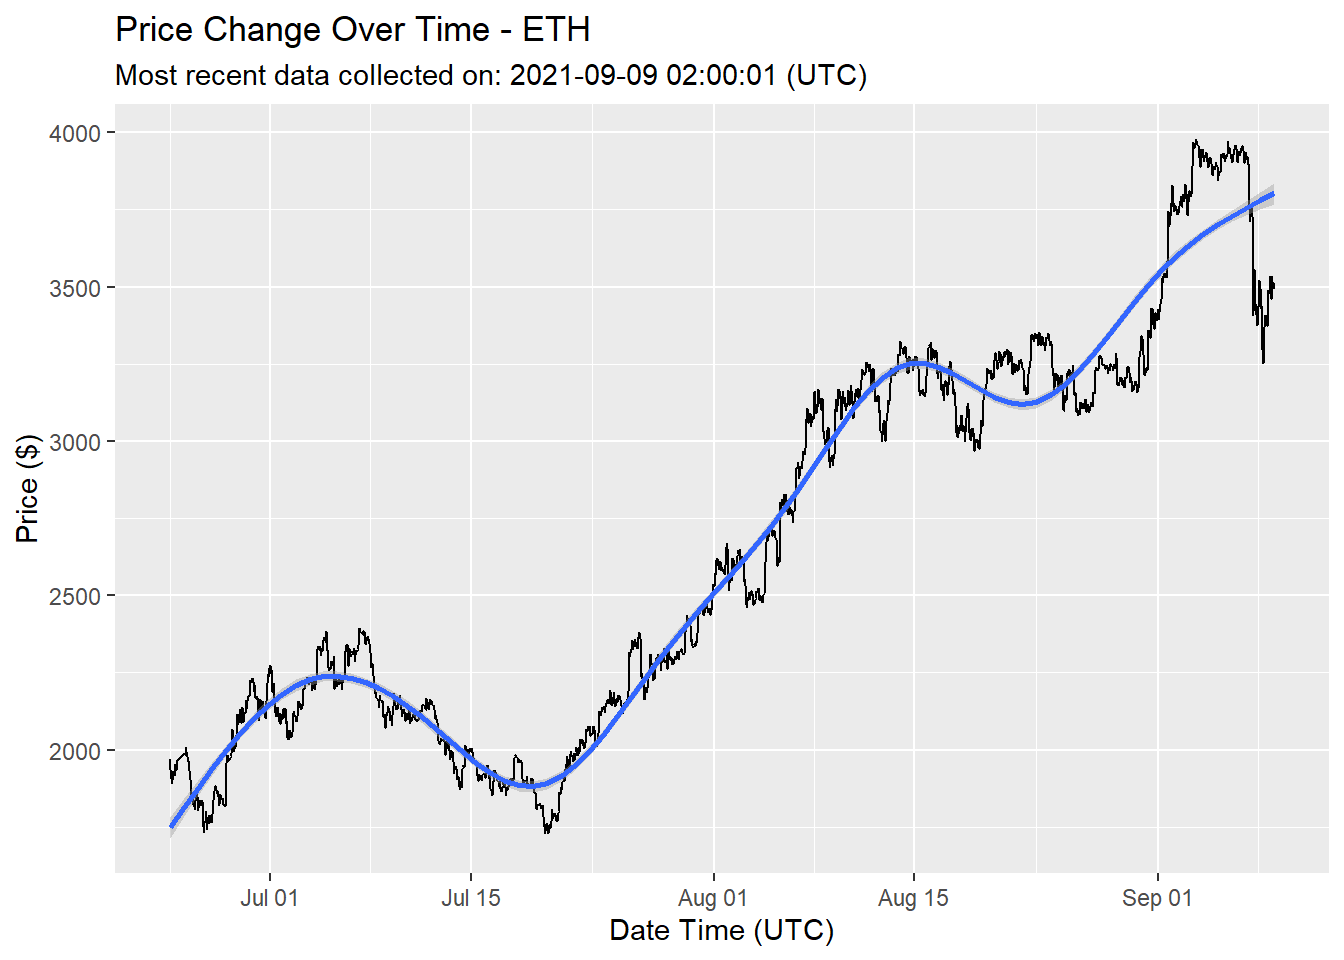 Price Change Over Time - ETH
Most recent data collected on: 2021-09-09 02:00:01 (UTC)
4000
3500
3000
2500
2000
Price ($)
Jul 01 Jul 15 Aug 01 Aug 15 Sep 01
Date Time (UTC)